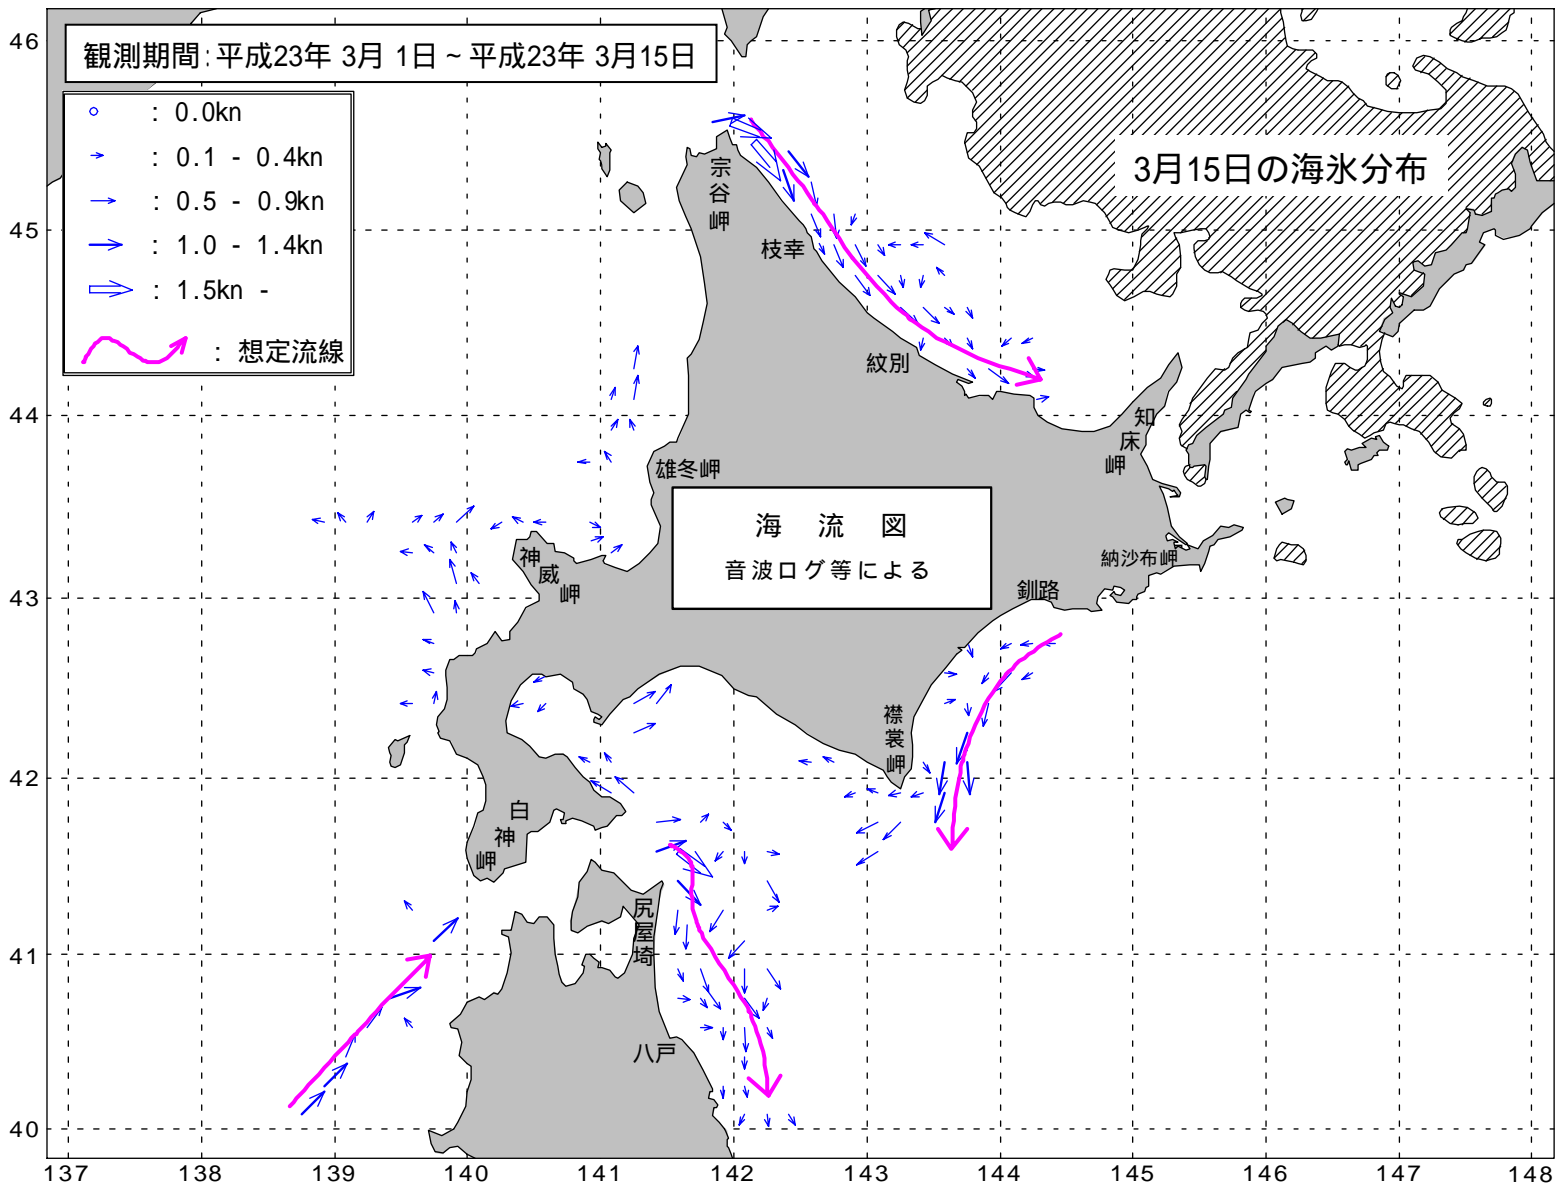 観測期間：平成23年 3月 1日 ~ 平成23年 3月15日
: 0.0kn
: 0.1 - 0.4kn
: 0.5 - 0.9kn
: 1.0 - 1.4kn
: 1.5kn -
: 想定流線
3月15日の海氷分布
宗谷岬
枝幸
紋別
知床岬
雄冬岬
海 流 図
音波ログ等による
神威岬
納沙布岬
釧路
襟裳岬
白神岬
尻屋埼
八戸
46
45
44
43
42
41
40
137 138 139 140 141 142 143 144 145 146 147 148